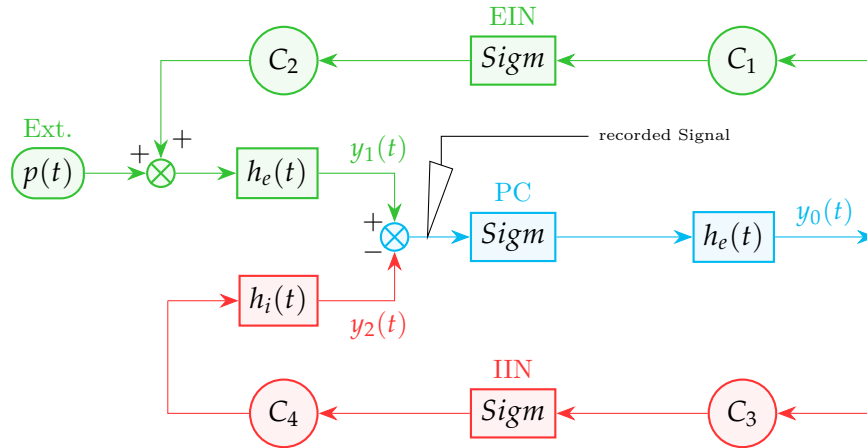 EIN
C₂
Sigm
C₁
Ext.
+
+
p(t)
hₑ(t)
y₁(t)
recorded Signal
PC
+
−
Sigm
hₑ(t)
y₀(t)
hᵢ(t)
y₂(t)
IIN
C₄
Sigm
C₃